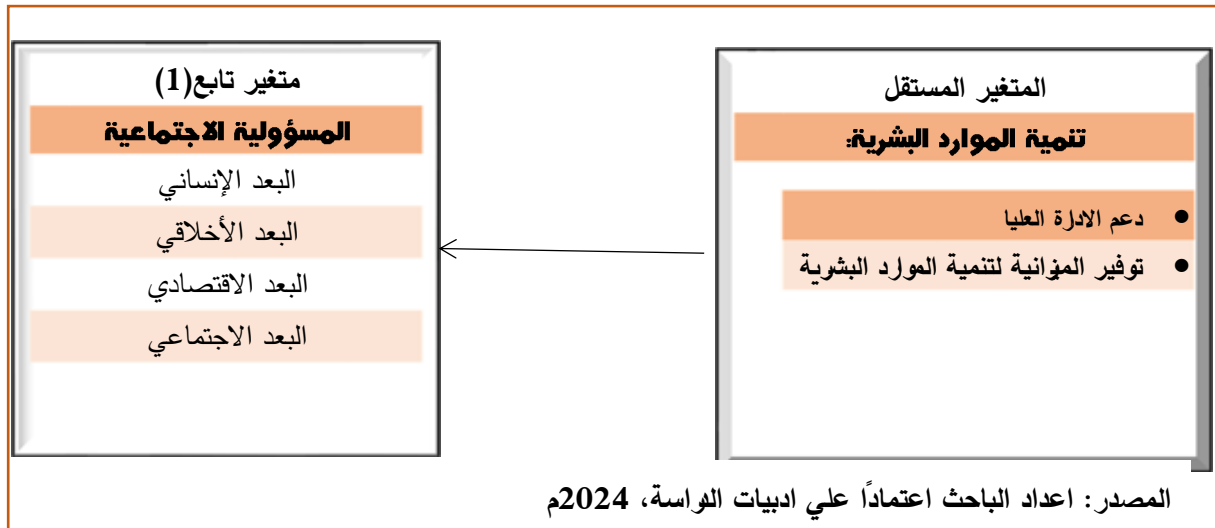 المتغير المستقل
تنمية الموارد البشرية:
● دعم الادارة العليا
● توفير الميزانية لتنمية الموارد البشرية
متغير تابع(1)
المسؤولية الاجتماعية
البعد الإنساني
البعد الأخلاقي
البعد الاقتصادي
البعد الاجتماعي
المصدر: اعداد الباحث اعتمادًا علي ادبيات الدراسة، 2024م